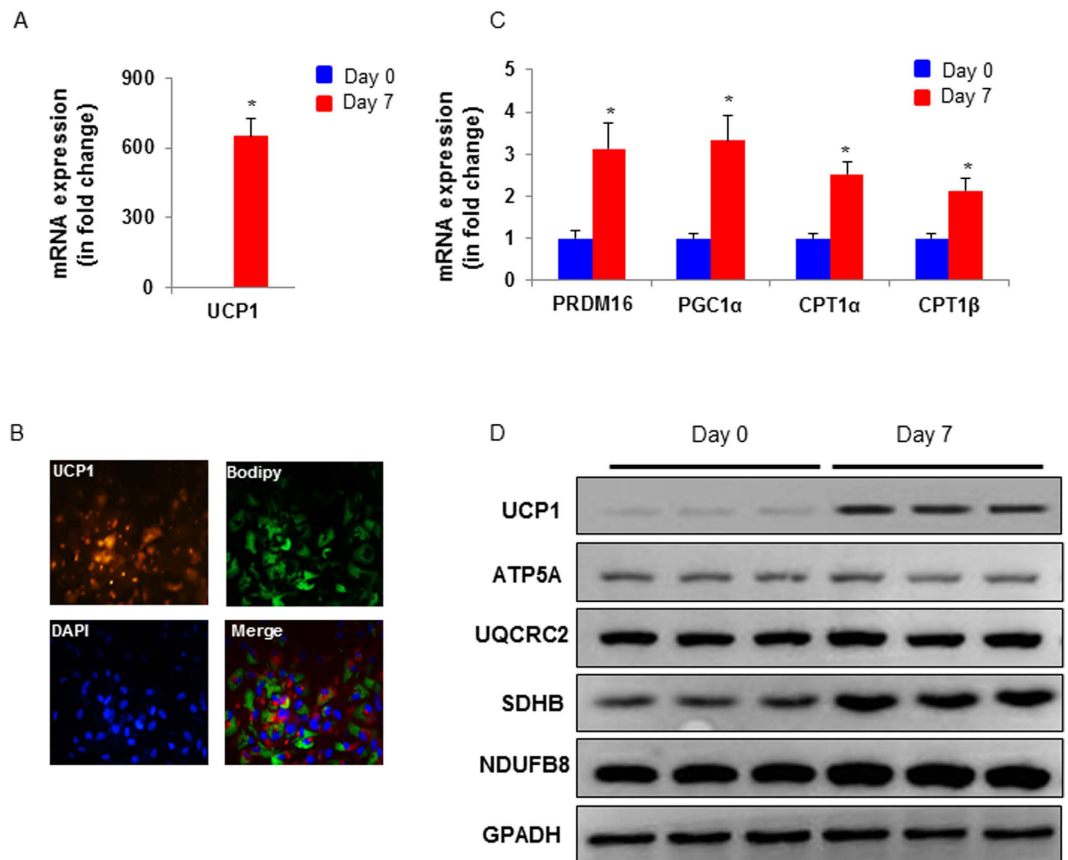 A
mRNA expression
(in fold change)
900
600
300
0
*
Day 0
Day 7
UCP1
C
mRNA expression
(in fold change)
5
4
3
2
1
0
Day 0
Day 7
*
*
*
*
PRDM16
PGC1α
CPT1α
CPT1β
B
UCP1
Bodipy
DAPI
Merge
D
Day 0
Day 7
UCP1
ATP5A
UQCRC2
SDHB
NDUFB8
GPADH